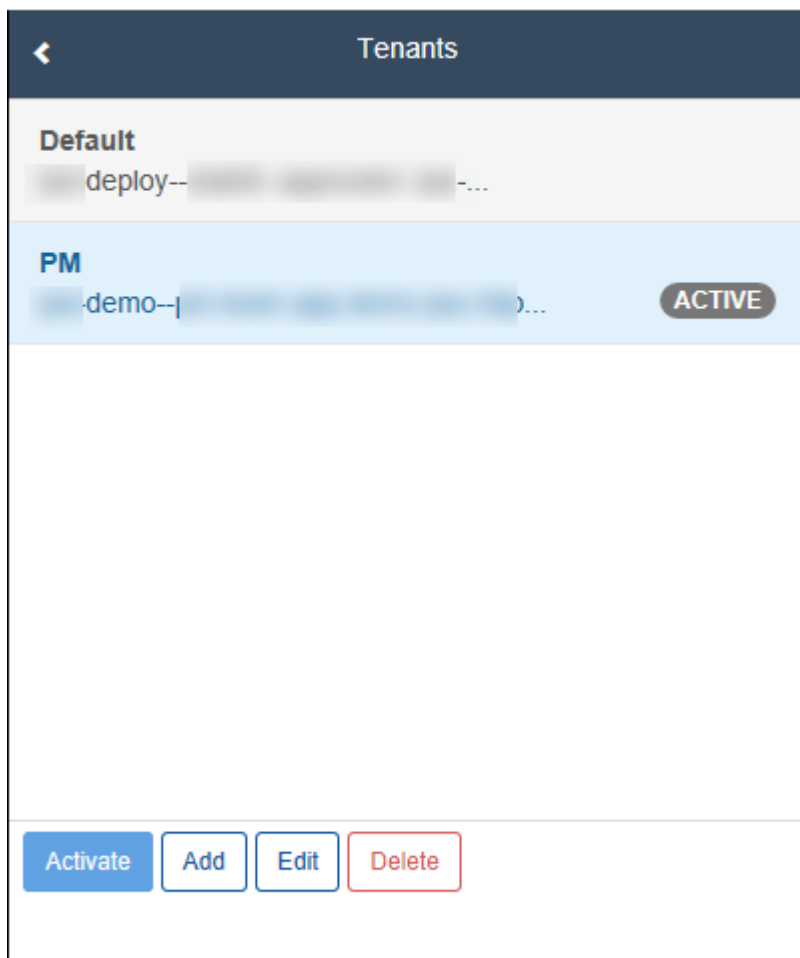 Tenants
Default
deploy-- -...
PM
-demo-- ...
ACTIVE
Activate Add Edit Delete